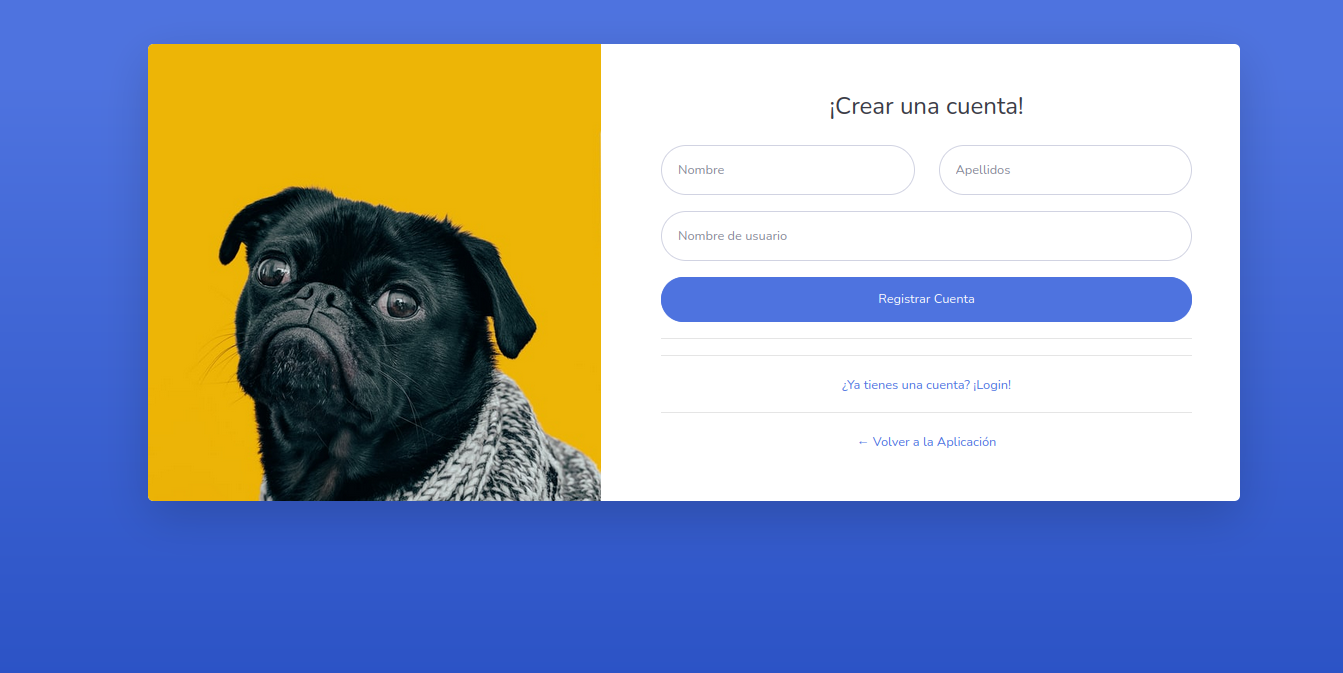 ¡Crear una cuenta!
Nombre
Apellidos
Nombre de usuario
Registrar Cuenta
¿Ya tienes una cuenta? ¡Login!
← Volver a la Aplicación